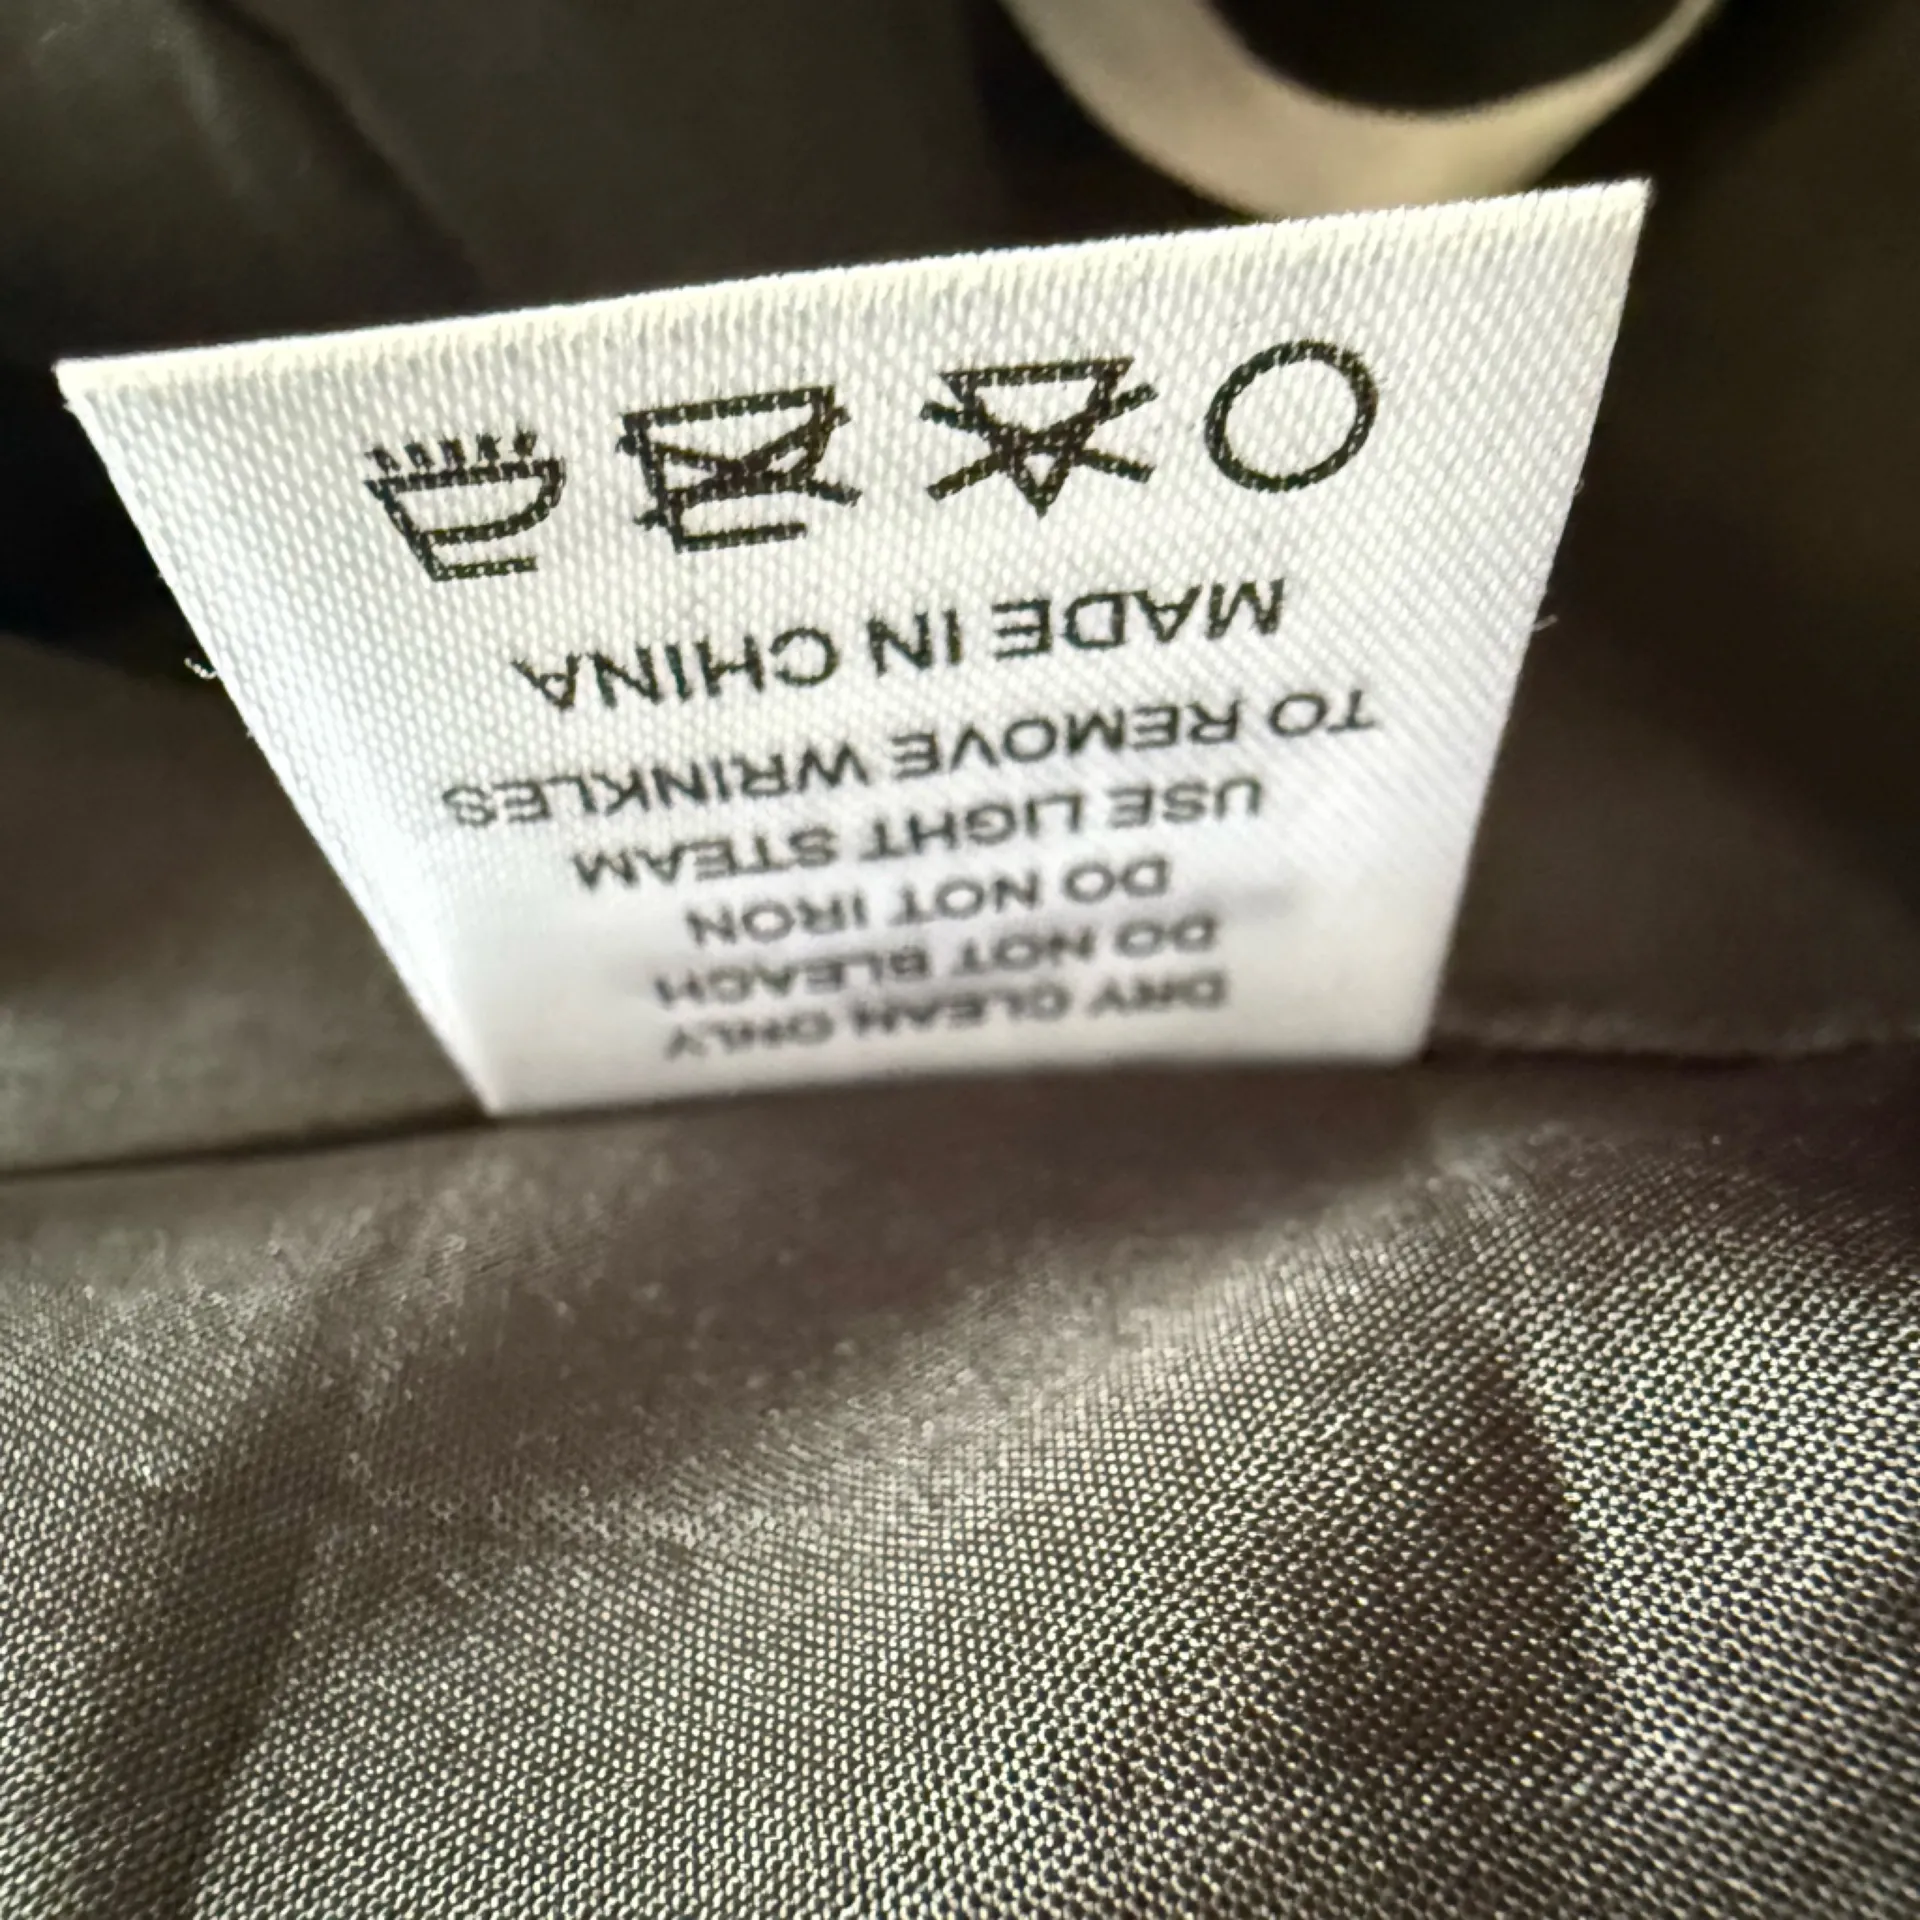 DRY CLEAN ONLY
DO NOT BLEACH
DO NOT IRON
USE LIGHT STEAM
TO REMOVE WRINKLES
MADE IN CHINA